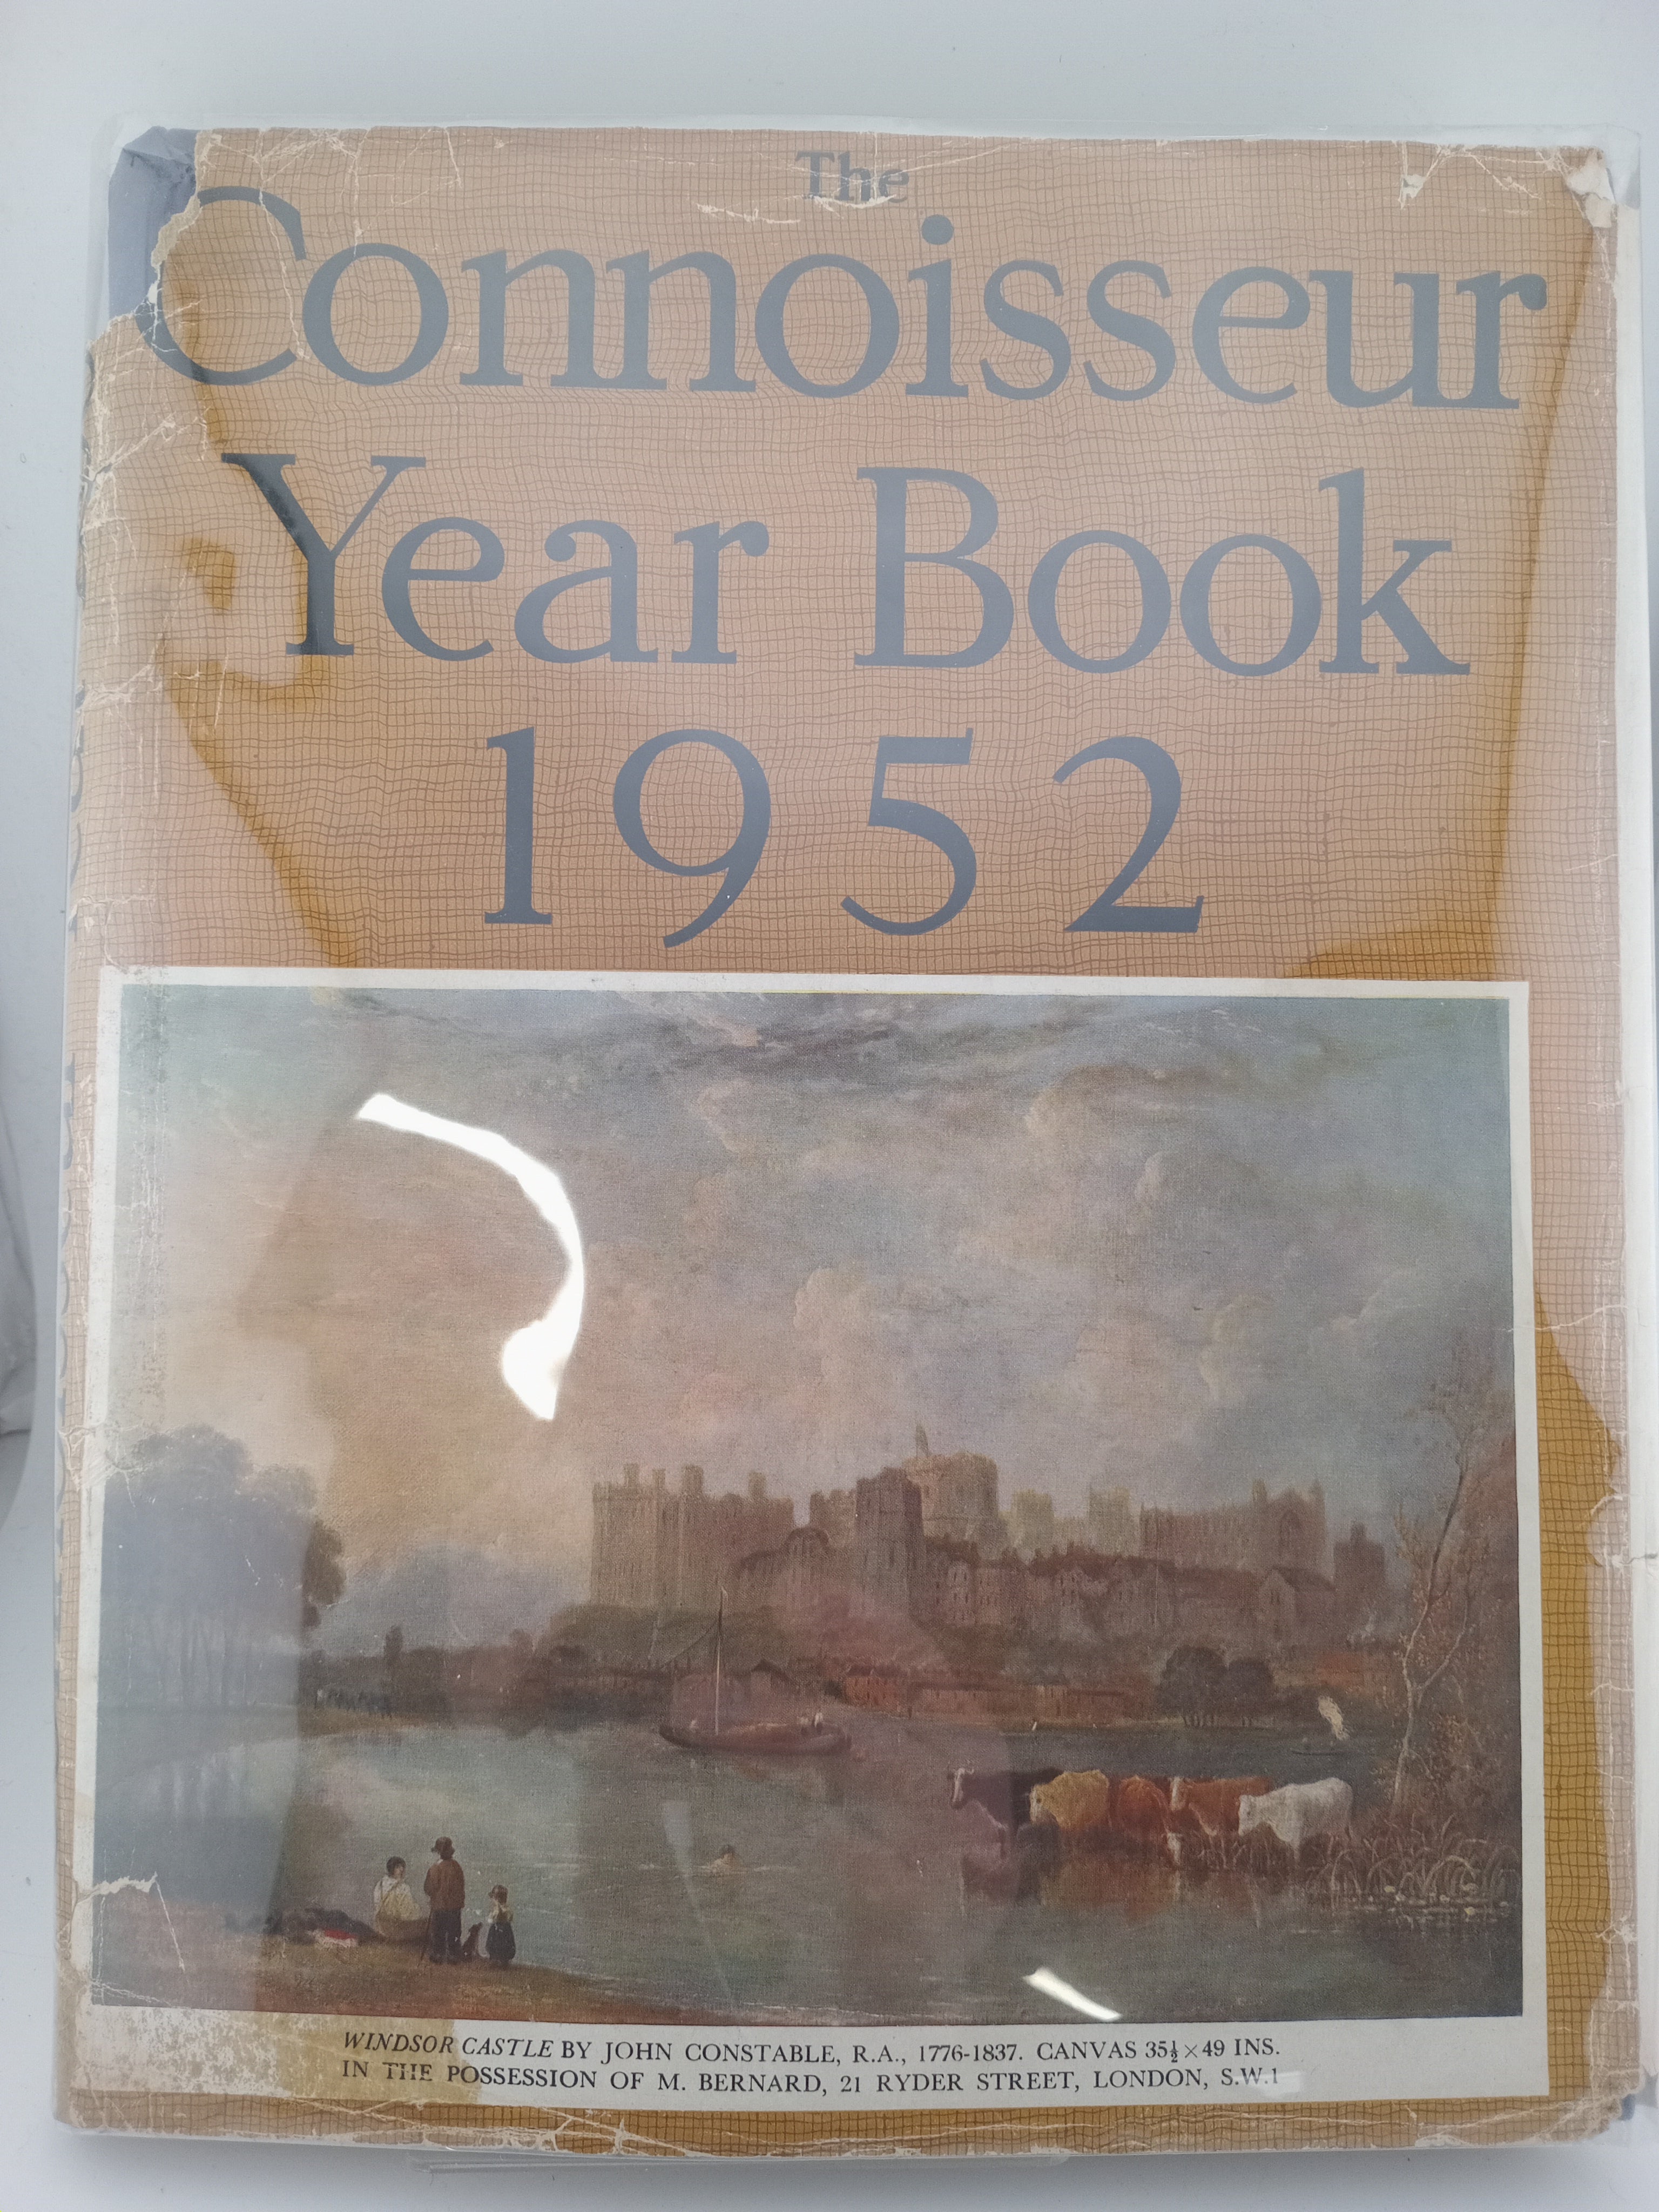 The
Connoisseur
Year Book
1952
WINDSOR CASTLE BY JOHN CONSTABLE, R.A., 1776-1837. CANVAS 35½×49 INS.
IN THE POSSESSION OF M. BERNARD, 21 RYDER STREET, LONDON, S.W.1